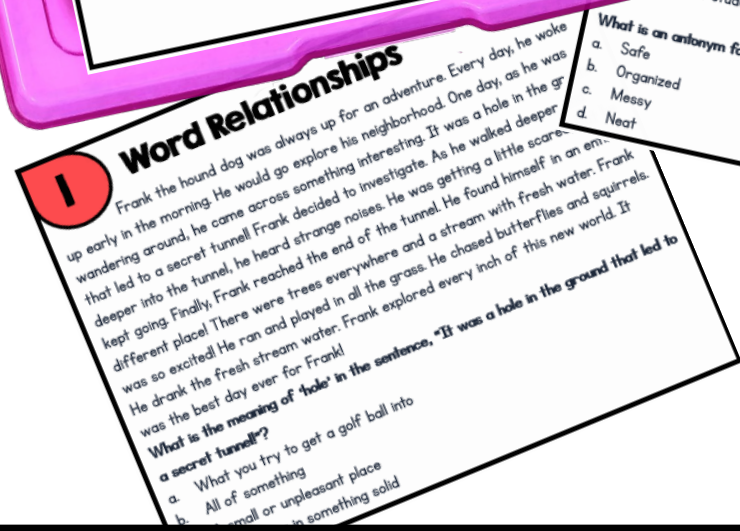 Word Relationships
1
Frank the hound dog was always up for an adventure. Every day, he woke
up early in the morning. He would go explore his neighborhood. One day, as he was
wandering around, he came across something interesting. It was a hole in the gr
that led to a secret tunnel! Frank decided to investigate. As he walked deeper
deeper into the tunnel, he heard strange noises. He was getting a little scare
kept going. Finally, Frank reached the end of the tunnel. He found himself in an en
different place! There were trees everywhere and a stream with fresh water. Frank
was so excited! He ran and played in all the grass. He chased butterflies and squirrels.
He drank the fresh stream water. Frank explored every inch of this new world. It
was the best day ever for Frank!
What is the meaning of 'hole' in the sentence, "It was a hole in the ground that led to
a secret tunnel!"?
a. What you try to get a golf ball into
b. All of something
small or unpleasant place
in something solid
What is an antonym fo
a. Safe
b. Organized
c. Messy
d. Neat